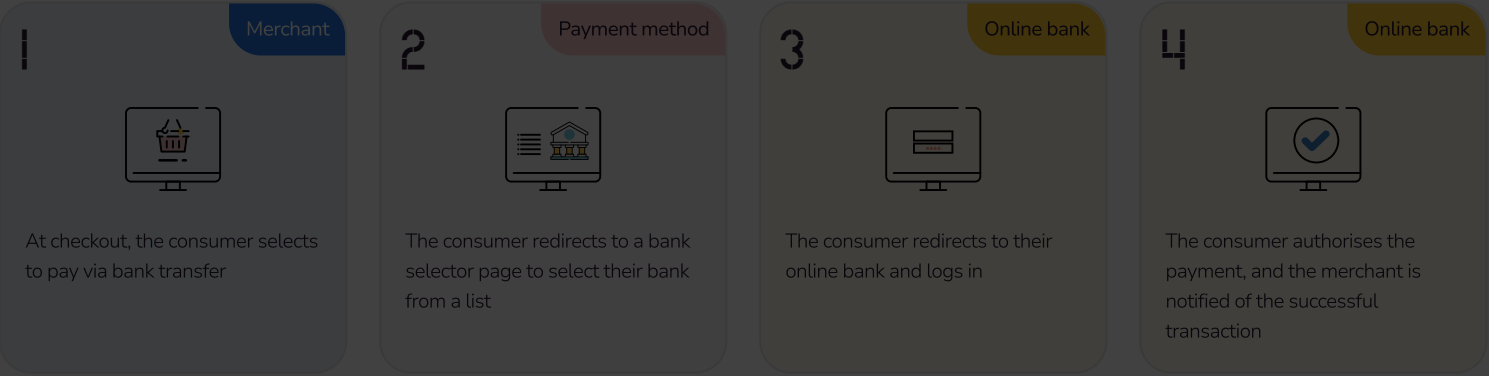 1
Merchant
At checkout, the consumer selects
to pay via bank transfer
2
Payment method
The consumer redirects to a bank
selector page to select their bank
from a list
3
Online bank
The consumer redirects to their
online bank and logs in
4
Online bank
The consumer authorises the
payment, and the merchant is
notified of the successful
transaction